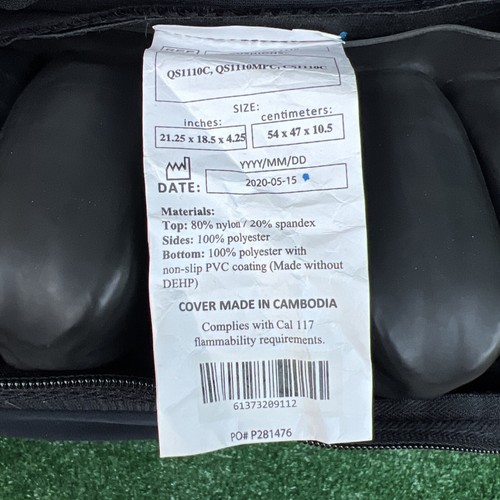 REF
QS1110C, QS1110MPC,
SIZE:
inches: centimeters:
21.25 x 18.5 x 4.25 54 x 47 x 10.5
YYYY/MM/DD
DATE: 2020-05-15
Materials:
Top: 80% nylon / 20% spandex
Sides: 100% polyester
Bottom: 100% polyester with
non-slip PVC coating (Made without
DEHP)
COVER MADE IN CAMBODIA
Complies with Cal 117
flammability requirements.
61373209112
PO# P281476